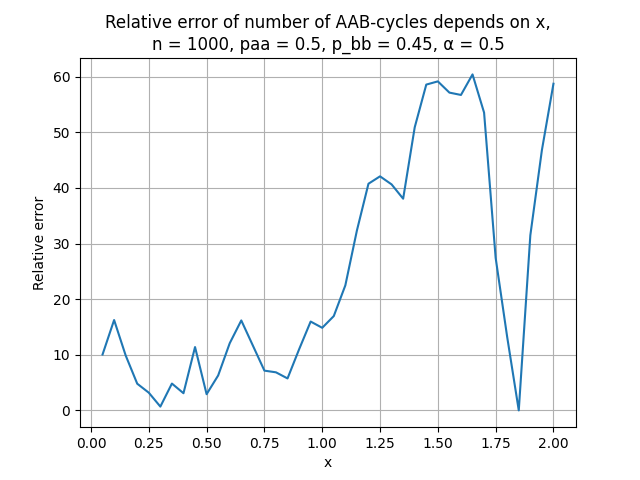 Relative error of number of AAB-cycles depends on x,
n = 1000, paa = 0.5, p_bb = 0.45, α = 0.5
Relative error
60
50
40
30
20
10
0
0.00 0.25 0.50 0.75 1.00 1.25 1.50 1.75 2.00
x